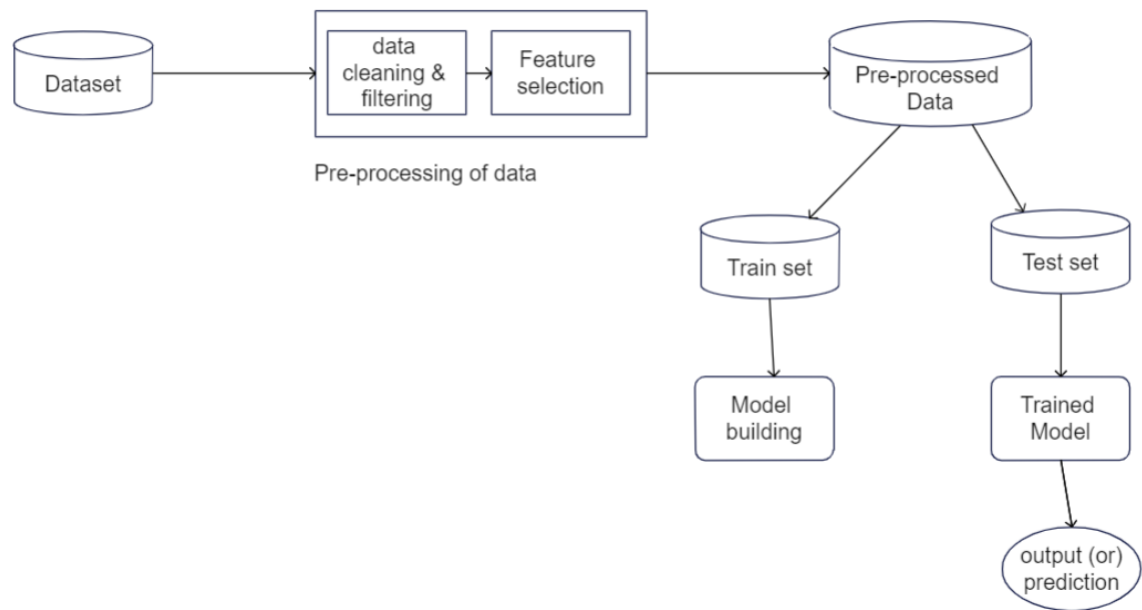 Dataset
data
cleaning &
filtering
Feature
selection
Pre-processed
Data
Pre-processing of data
Train set
Test set
Model
building
Trained
Model
output (or)
prediction